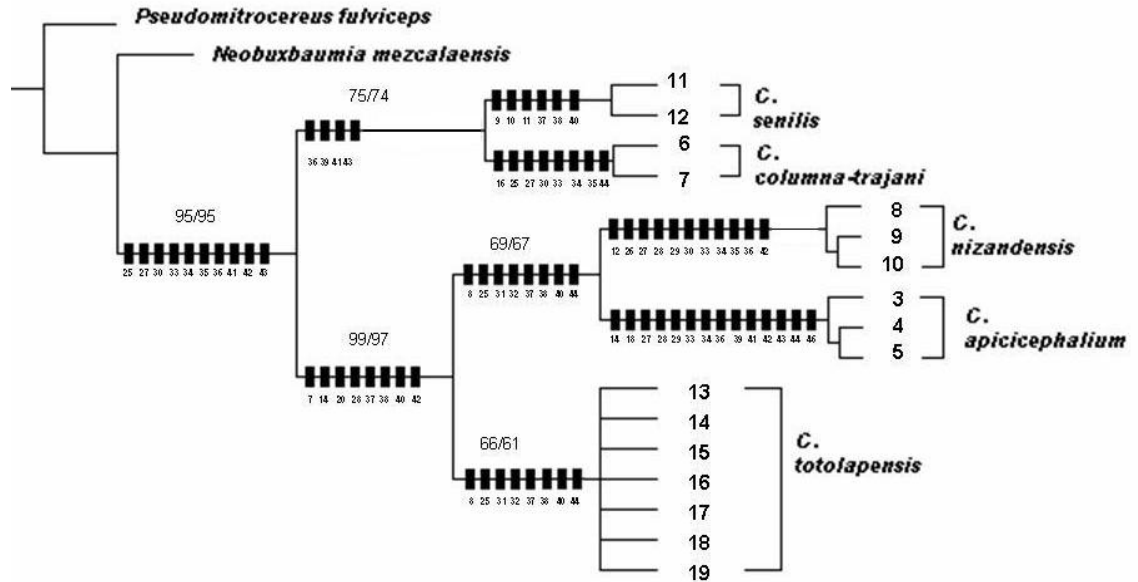 Pseudomitrocereus fulviceps
Neobuxbaumia mezcalaensis
75/74
11
12
C.
senilis
9 10 11 37 38 40
36 39 41 43
6
7
C.
columna-trajani
16 25 27 30 33 34 35 44
95/95
25 27 30 33 34 35 36 41 42 43
69/67
8
9
10
C.
nizandensis
12 26 27 28 29 30 33 34 35 36 42
8 25 31 32 37 38 40 44
3
4
5
C.
apicicephalium
14 18 27 28 29 33 34 36 39 41 42 43 44 46
99/97
7 14 20 28 37 38 40 42
13
14
15
16
17
18
19
C.
totolapensis
66/61
8 25 31 32 37 38 40 44